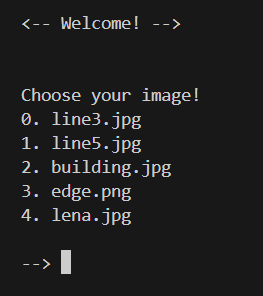 <-- Welcome! -->
Choose your image!
0. line3.jpg
1. line5.jpg
2. building.jpg
3. edge.png
4. lena.jpg
-->